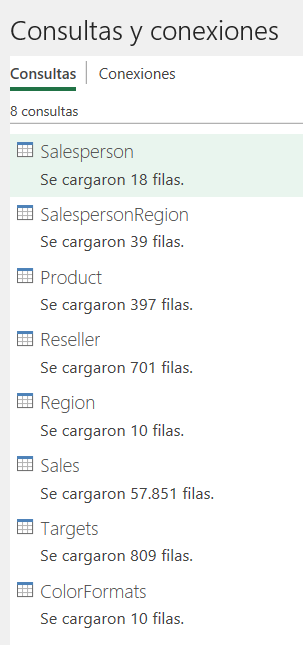 Consultas y conexiones
Consultas | Conexiones
8 consultas
Salesperson
Se cargaron 18 filas.
SalespersonRegion
Se cargaron 39 filas.
Product
Se cargaron 397 filas.
Reseller
Se cargaron 701 filas.
Region
Se cargaron 10 filas.
Sales
Se cargaron 57.851 filas.
Targets
Se cargaron 809 filas.
ColorFormats
Se cargaron 10 filas.